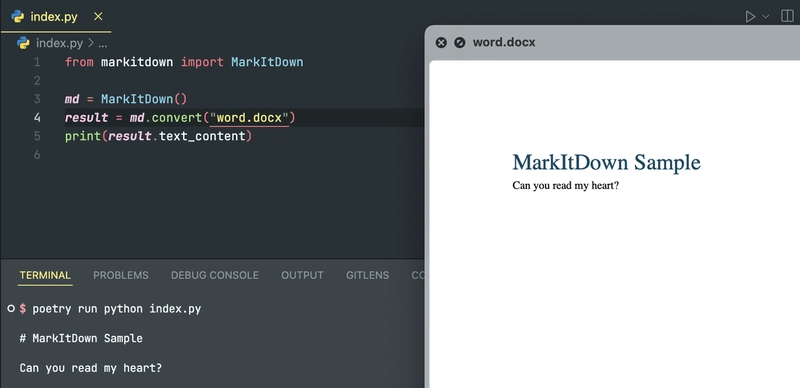 index.py
index.py > ...
1 from markitdown import MarkItDown
2
3 md = MarkItDown()
4 result = md.convert("word.docx")
5 print(result.text_content)
6
word.docx
MarkItDown Sample
Can you read my heart?
TERMINAL PROBLEMS DEBUG CONSOLE OUTPUT GITLENS
$ poetry run python index.py
# MarkItDown Sample
Can you read my heart?